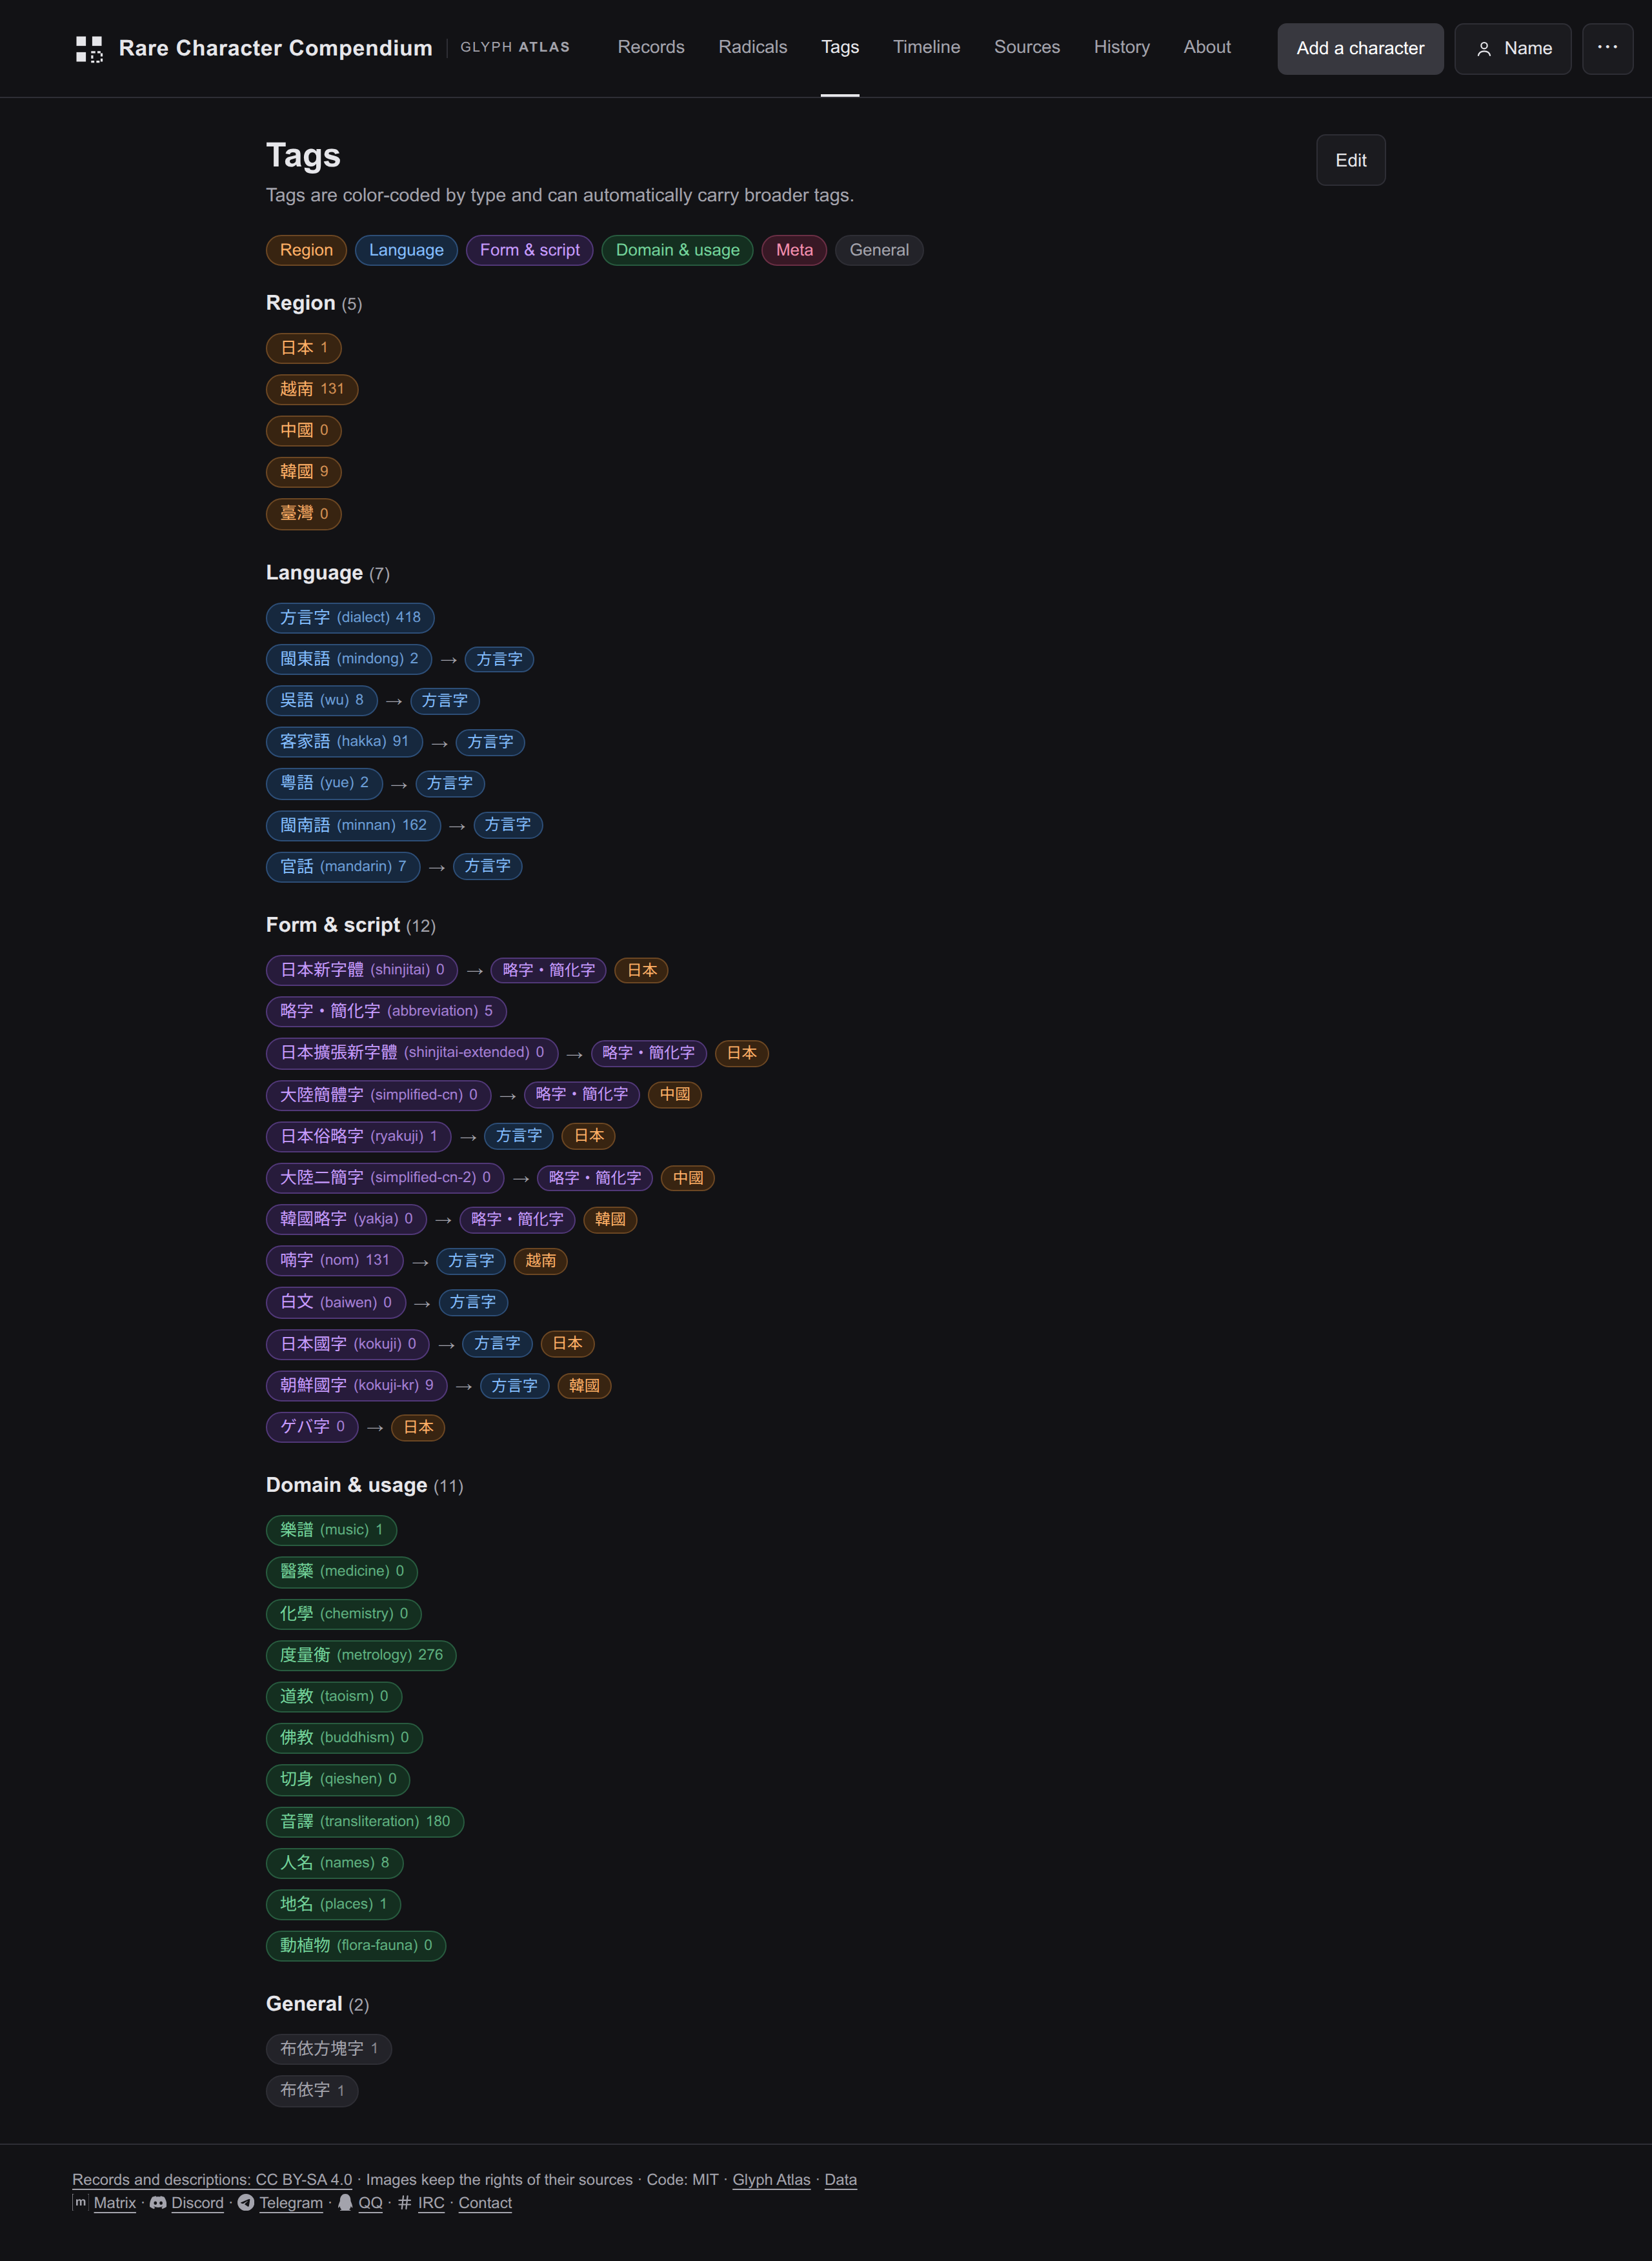 Rare Character Compendium GLYPH ATLAS Records Radicals Tags Timeline Sources History About Add a character Name ···
Tags Edit
Tags are color-coded by type and can automatically carry broader tags.
Region Language Form & script Domain & usage Meta General
Region (5)
日本 1
越南 131
中國 0
韓國 9
臺灣 0
Language (7)
方言字 (dialect) 418
閩東語 (mindong) 2 → 方言字
吳語 (wu) 8 → 方言字
客家語 (hakka) 91 → 方言字
粵語 (yue) 2 → 方言字
閩南語 (minnan) 162 → 方言字
官話 (mandarin) 7 → 方言字
Form & script (12)
日本新字體 (shinjitai) 0 → 略字・簡化字 日本
略字・簡化字 (abbreviation) 5
日本擴張新字體 (shinjitai-extended) 0 → 略字・簡化字 日本
大陸簡體字 (simplified-cn) 0 → 略字・簡化字 中國
日本俗略字 (ryakuji) 1 → 方言字 日本
大陸二簡字 (simplified-cn-2) 0 → 略字・簡化字 中國
韓國略字 (yakja) 0 → 略字・簡化字 韓國
喃字 (nom) 131 → 方言字 越南
白文 (baiwen) 0 → 方言字
日本國字 (kokuji) 0 → 方言字 日本
朝鮮國字 (kokuji-kr) 9 → 方言字 韓國
ゲバ字 0 → 日本
Domain & usage (11)
樂譜 (music) 1
醫藥 (medicine) 0
化學 (chemistry) 0
度量衡 (metrology) 276
道教 (taoism) 0
佛教 (buddhism) 0
切身 (qieshen) 0
音譯 (transliteration) 180
人名 (names) 8
地名 (places) 1
動植物 (flora-fauna) 0
General (2)
布依方塊字 1
布依字 1
Records and descriptions: CC BY-SA 4.0 · Images keep the rights of their sources · Code: MIT · Glyph Atlas · Data
[m] Matrix · Discord · Telegram · QQ · # IRC · Contact